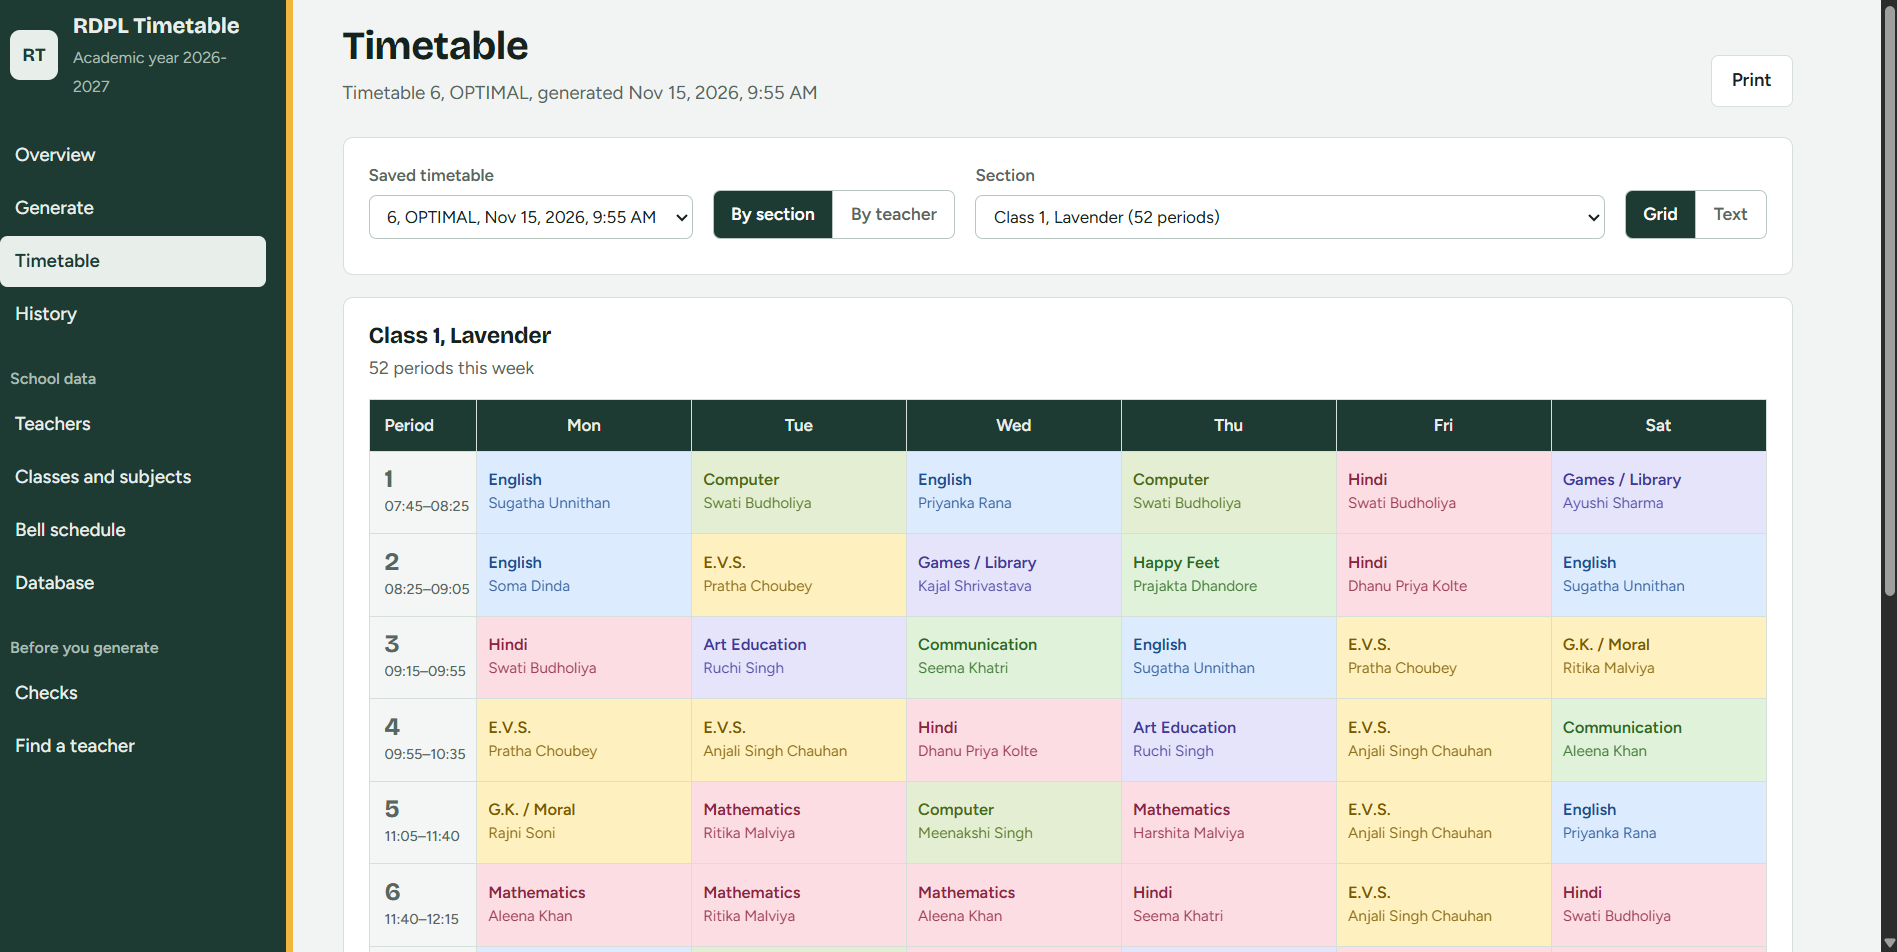 RT
RDPL Timetable
Academic year 2026-
2027
Overview
Generate
Timetable
History
School data
Teachers
Classes and subjects
Bell schedule
Database
Before you generate
Checks
Find a teacher
Timetable
Timetable 6, OPTIMAL, generated Nov 15, 2026, 9:55 AM
Print
Saved timetable
6, OPTIMAL, Nov 15, 2026, 9:55 AM
By section By teacher
Section
Class 1, Lavender (52 periods)
Grid Text
Class 1, Lavender
52 periods this week
Period Mon Tue Wed Thu Fri Sat
1 English Computer English Computer Hindi Games / Library
07:45–08:25 Sugatha Unnithan Swati Budholiya Priyanka Rana Swati Budholiya Swati Budholiya Ayushi Sharma
2 English E.V.S. Games / Library Happy Feet Hindi English
08:25–09:05 Soma Dinda Pratha Choubey Kajal Shrivastava Prajakta Dhandore Dhanu Priya Kolte Sugatha Unnithan
3 Hindi Art Education Communication English E.V.S. G.K. / Moral
09:15–09:55 Swati Budholiya Ruchi Singh Seema Khatri Sugatha Unnithan Pratha Choubey Ritika Malviya
4 E.V.S. E.V.S. Hindi Art Education E.V.S. Communication
09:55–10:35 Pratha Choubey Anjali Singh Chauhan Dhanu Priya Kolte Ruchi Singh Anjali Singh Chauhan Aleena Khan
5 G.K. / Moral Mathematics Computer Mathematics E.V.S. English
11:05–11:40 Rajni Soni Ritika Malviya Meenakshi Singh Harshita Malviya Anjali Singh Chauhan Priyanka Rana
6 Mathematics Mathematics Mathematics Hindi E.V.S. Hindi
11:40–12:15 Aleena Khan Ritika Malviya Aleena Khan Seema Khatri Anjali Singh Chauhan Swati Budholiya